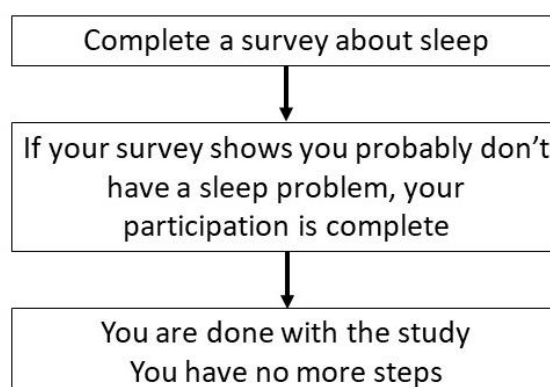 Complete a survey about sleep
If your survey shows you probably don’t
have a sleep problem, your
participation is complete
You are done with the study
You have no more steps